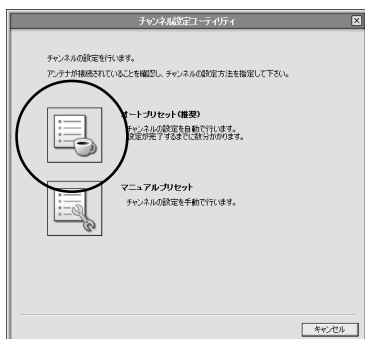 チャンネル設定ユーティリティ
チャンネルの設定を行います。
アンテナが接続されていることを確認し、チャンネルの設定方法を指定して下さい。
オートプリセット(推奨)
チャンネルの設定を自動で行います。
設定が完了するまでに数分かかります。
マニュアルプリセット
チャンネルの設定を手動で行います。
キャンセル